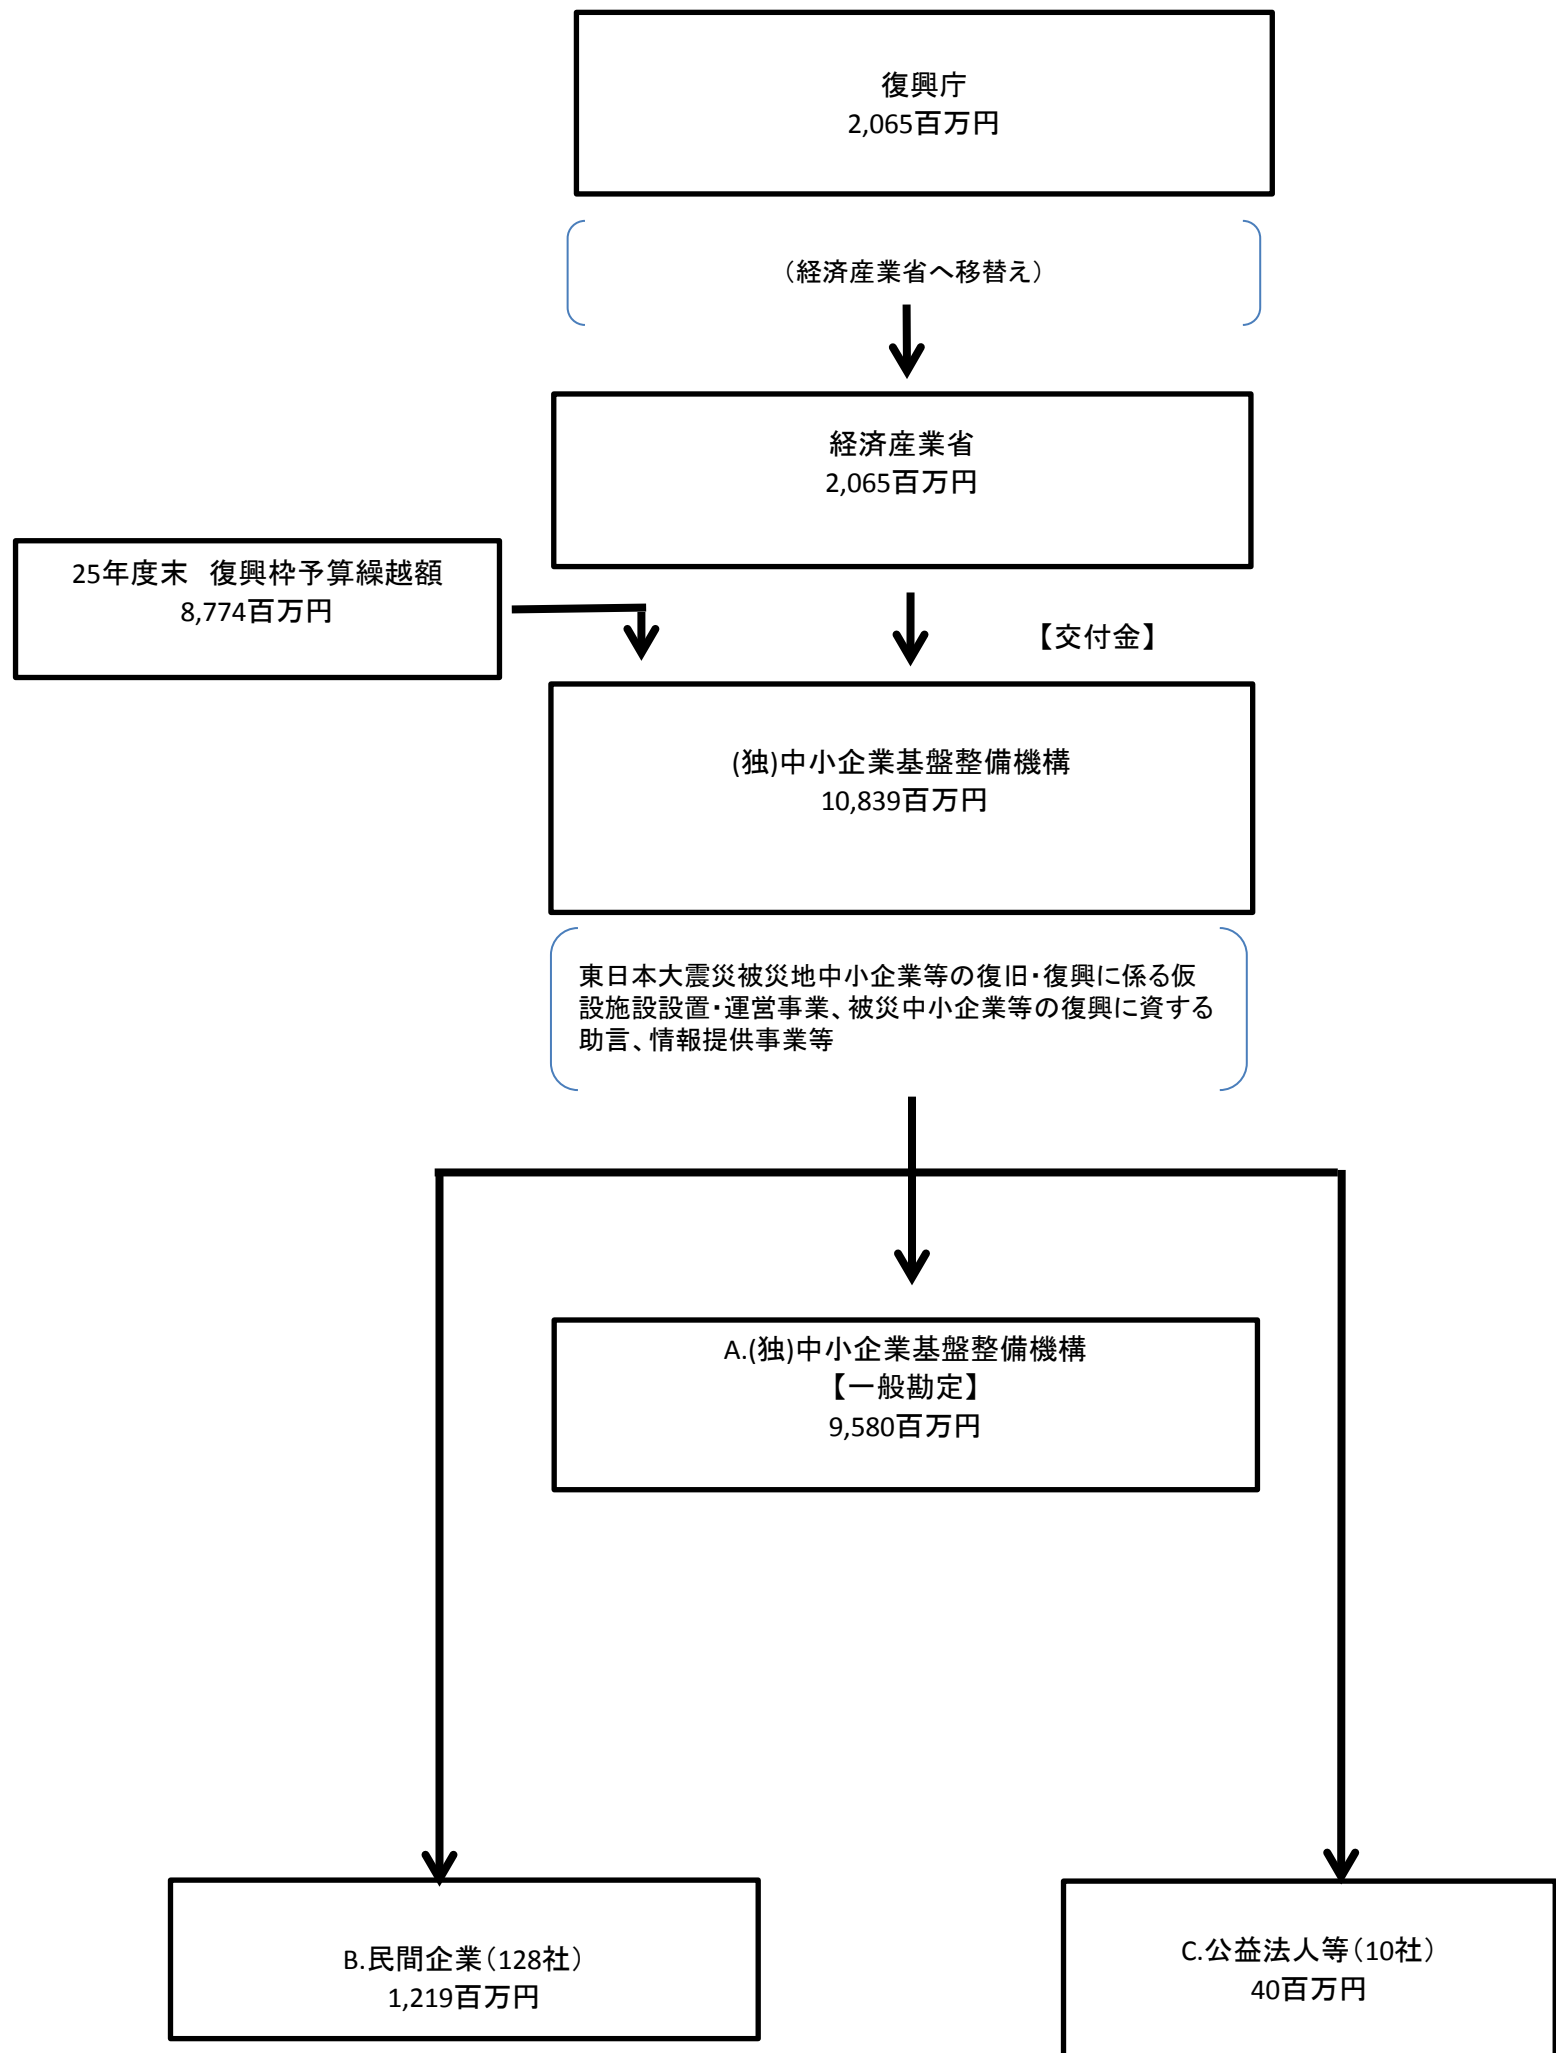 復興庁
2,065百万円
（経済産業省へ移替え）
経済産業省
2,065百万円
25年度末　復興枠予算繰越額
8,774百万円
【交付金】
(独)中小企業基盤整備機構
10,839百万円
東日本大震災被災地中小企業等の復旧・復興に係る仮
設施設設置・運営事業、被災中小企業等の復興に資する
助言、情報提供事業等
A.(独)中小企業基盤整備機構
【一般勘定】
9,580百万円
B.民間企業（128社）
1,219百万円
C.公益法人等（10社）
40百万円